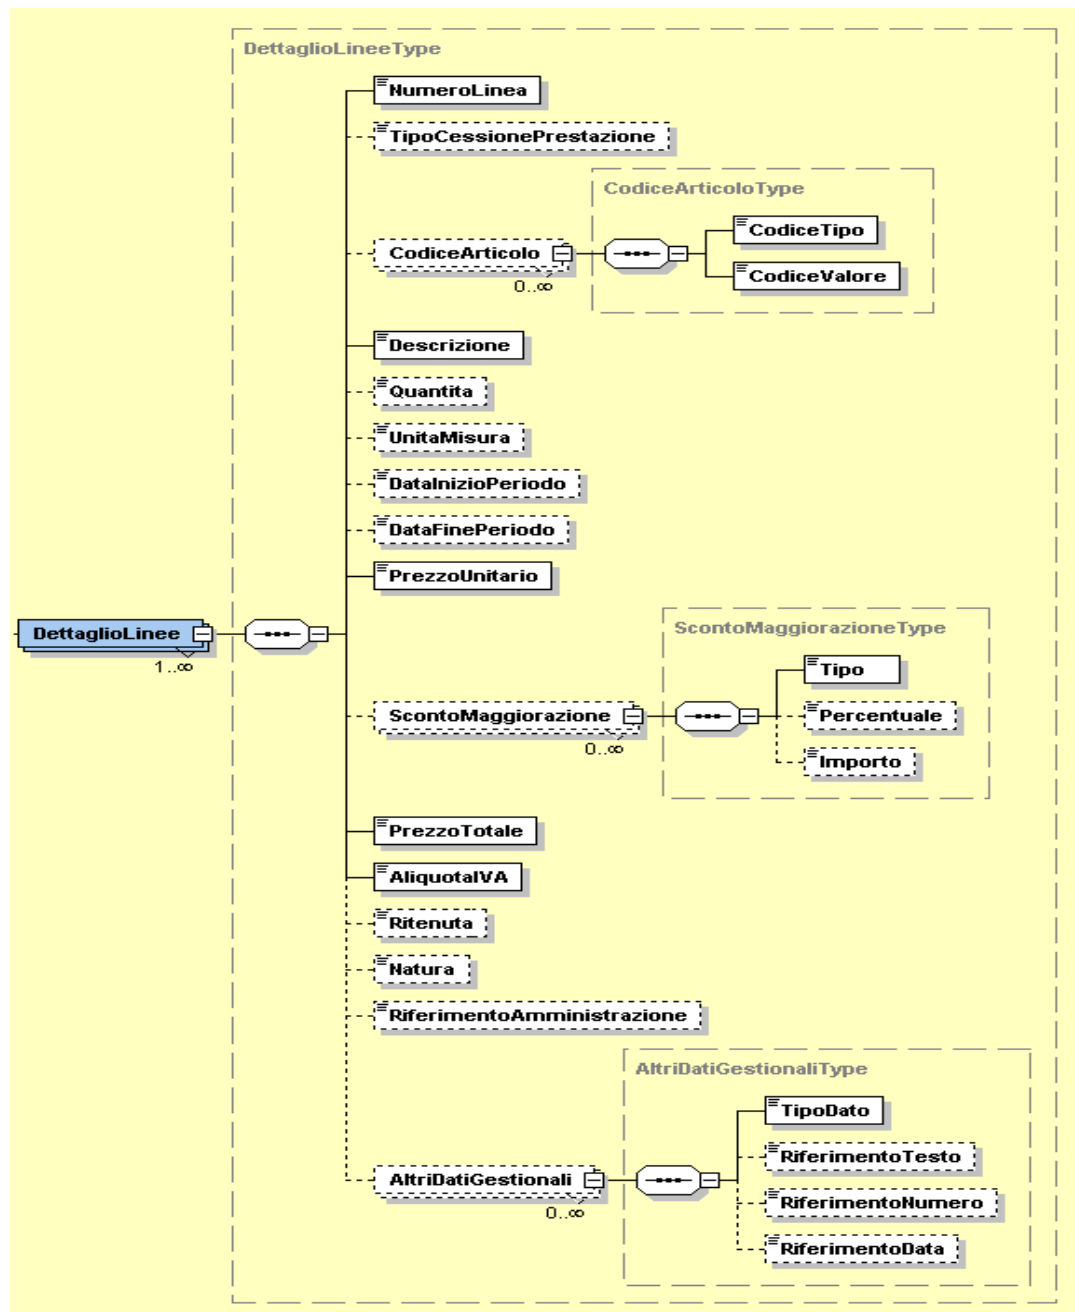 DettaglioLineeType
NumeroLinea
TipoCessionePrestazione
CodiceArticoloType
CodiceArticolo
0..∞
CodiceTipo
CodiceValore
Descrizione
Quantita
UnitaMisura
DataInizioPeriodo
DataFinePeriodo
PrezzoUnitario
DettaglioLinee
1..∞
ScontoMaggiorazioneType
ScontoMaggiorazione
0..∞
Tipo
Percentuale
Importo
PrezzoTotale
AliquotaIVA
Ritenuta
Natura
RiferimentoAmministrazione
AltriDatiGestionaliType
AltriDatiGestionali
0..∞
TipoDato
RiferimentoTesto
RiferimentoNumero
RiferimentoData